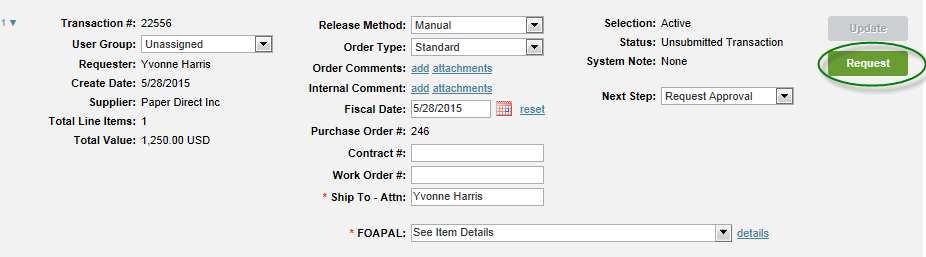 1 ▼
Transaction #: 22556
User Group: Unassigned
Requester: Yvonne Harris
Create Date: 5/28/2015
Supplier: Paper Direct Inc
Total Line Items: 1
Total Value: 1,250.00 USD
Release Method: Manual
Order Type: Standard
Order Comments: add attachments
Internal Comment: add attachments
Fiscal Date: 5/28/2015 reset
Purchase Order #: 246
Contract #:
Work Order #:
* Ship To - Attn: Yvonne Harris
* FOAPAL: See Item Details details
Selection: Active
Status: Unsubmitted Transaction
System Note: None
Next Step: Request Approval
Update
Request